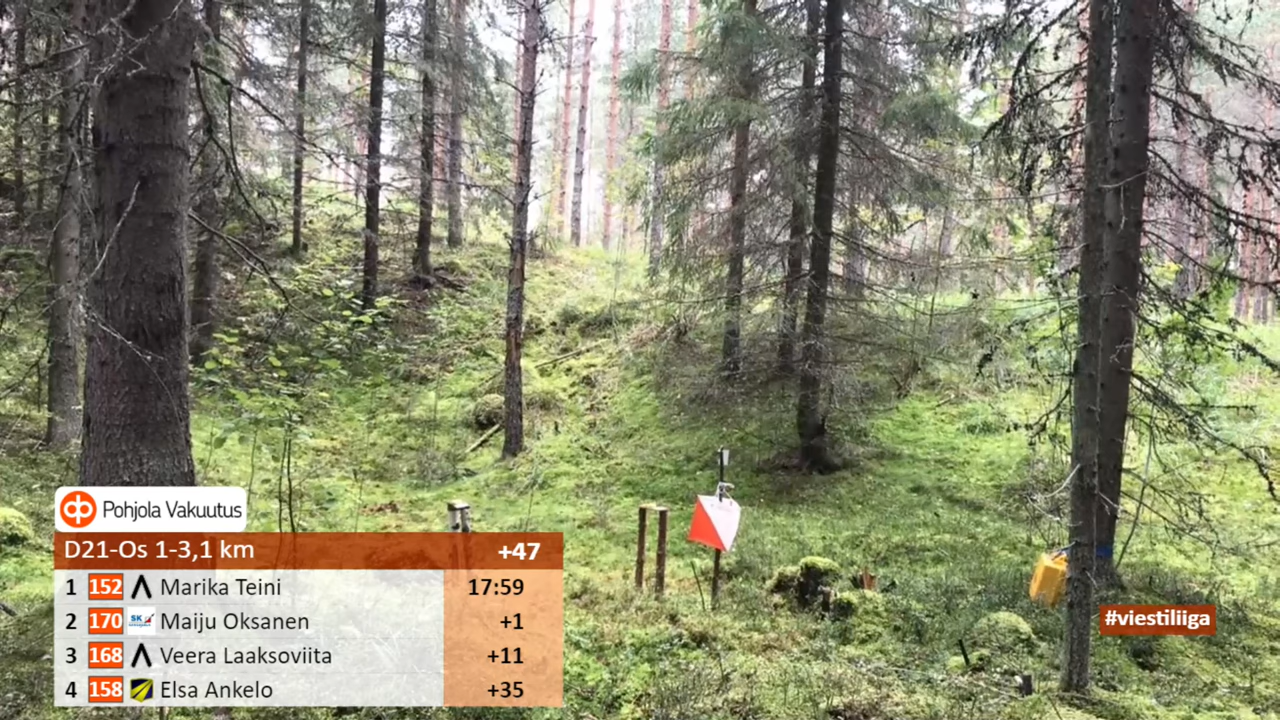 Pohjola Vakuutus
D21-Os 1-3,1 km +47
1 152 Marika Teini 17:59
2 170 SK Maiju Oksanen +1
3 168 Veera Laaksoviita +11
4 158 Elsa Ankelo +35
#viestiliiga